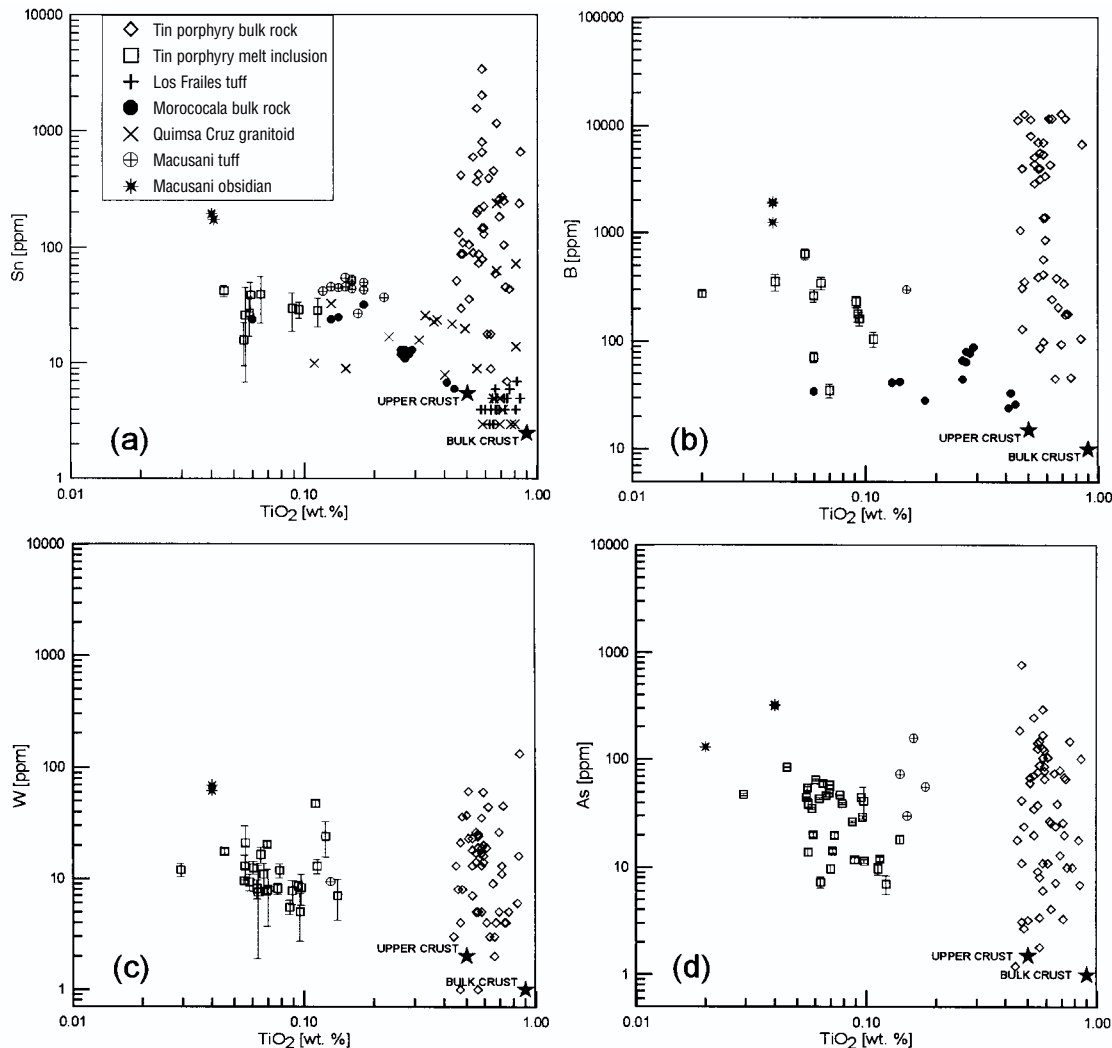 10000
1000
100
10
1
Sn [ppm]
Tin porphyry bulk rock
Tin porphyry melt inclusion
Los Frailes tuff
Morococala bulk rock
Quimsa Cruz granitoid
Macusani tuff
Macusani obsidian
UPPER CRUST
BULK CRUST
(a)
0.01
0.10
1.00
TiO2 [wt. %]
100000
10000
1000
100
10
B [ppm]
UPPER CRUST
BULK CRUST
(b)
0.01
0.10
1.00
TiO2 [wt. %]
10000
1000
100
10
1
W [ppm]
UPPER CRUST
BULK CRUST
(c)
0.01
0.10
1.00
TiO2 [wt. %]
10000
1000
100
10
1
As [ppm]
UPPER CRUST
BULK CRUST
(d)
0.01
0.10
1.00
TiO2 [wt. %]